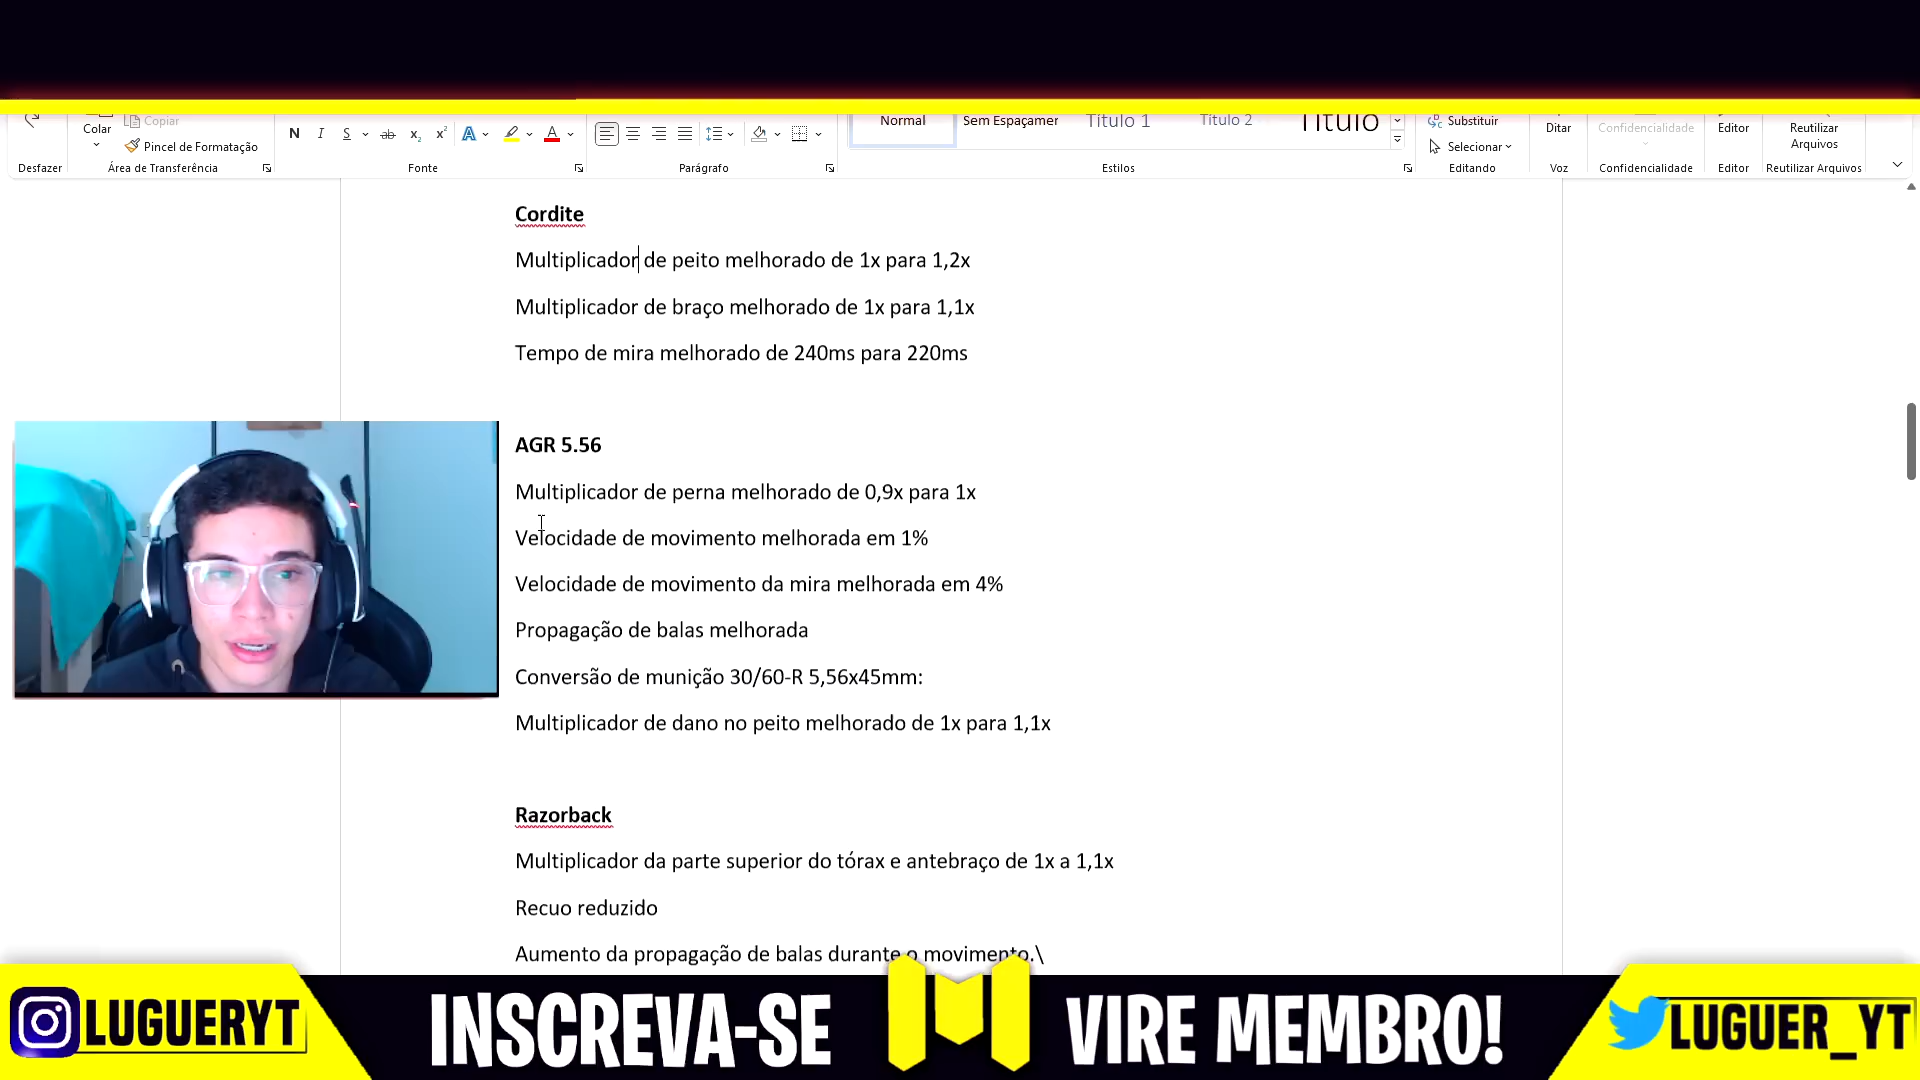 Colar
Copiar
Pincel de Formatação
Desfazer
Área de Transferência
N I S ab x₂ x² A A
Fonte
Parágrafo
Normal
Sem Espaçamen
Título 1
Título 2
Título
Estilos
Substituir
Selecionar
Editando
Ditar
Voz
Confidencialidade
Confidencialidade
Editor
Editor
Reutilizar
Arquivos
Reutilizar Arquivos
Cordite
Multiplicador de peito melhorado de 1x para 1,2x
Multiplicador de braço melhorado de 1x para 1,1x
Tempo de mira melhorado de 240ms para 220ms
AGR 5.56
Multiplicador de perna melhorado de 0,9x para 1x
Velocidade de movimento melhorada em 1%
Velocidade de movimento da mira melhorada em 4%
Propagação de balas melhorada
Conversão de munição 30/60-R 5,56x45mm:
Multiplicador de dano no peito melhorado de 1x para 1,1x
Razorback
Multiplicador da parte superior do tórax e antebraço de 1x a 1,1x
Recuo reduzido
Aumento da propagação de balas durante o movimento.\
LUGUERYT
INSCREVA-SE
VIRE MEMBRO!
LUGUER_YT